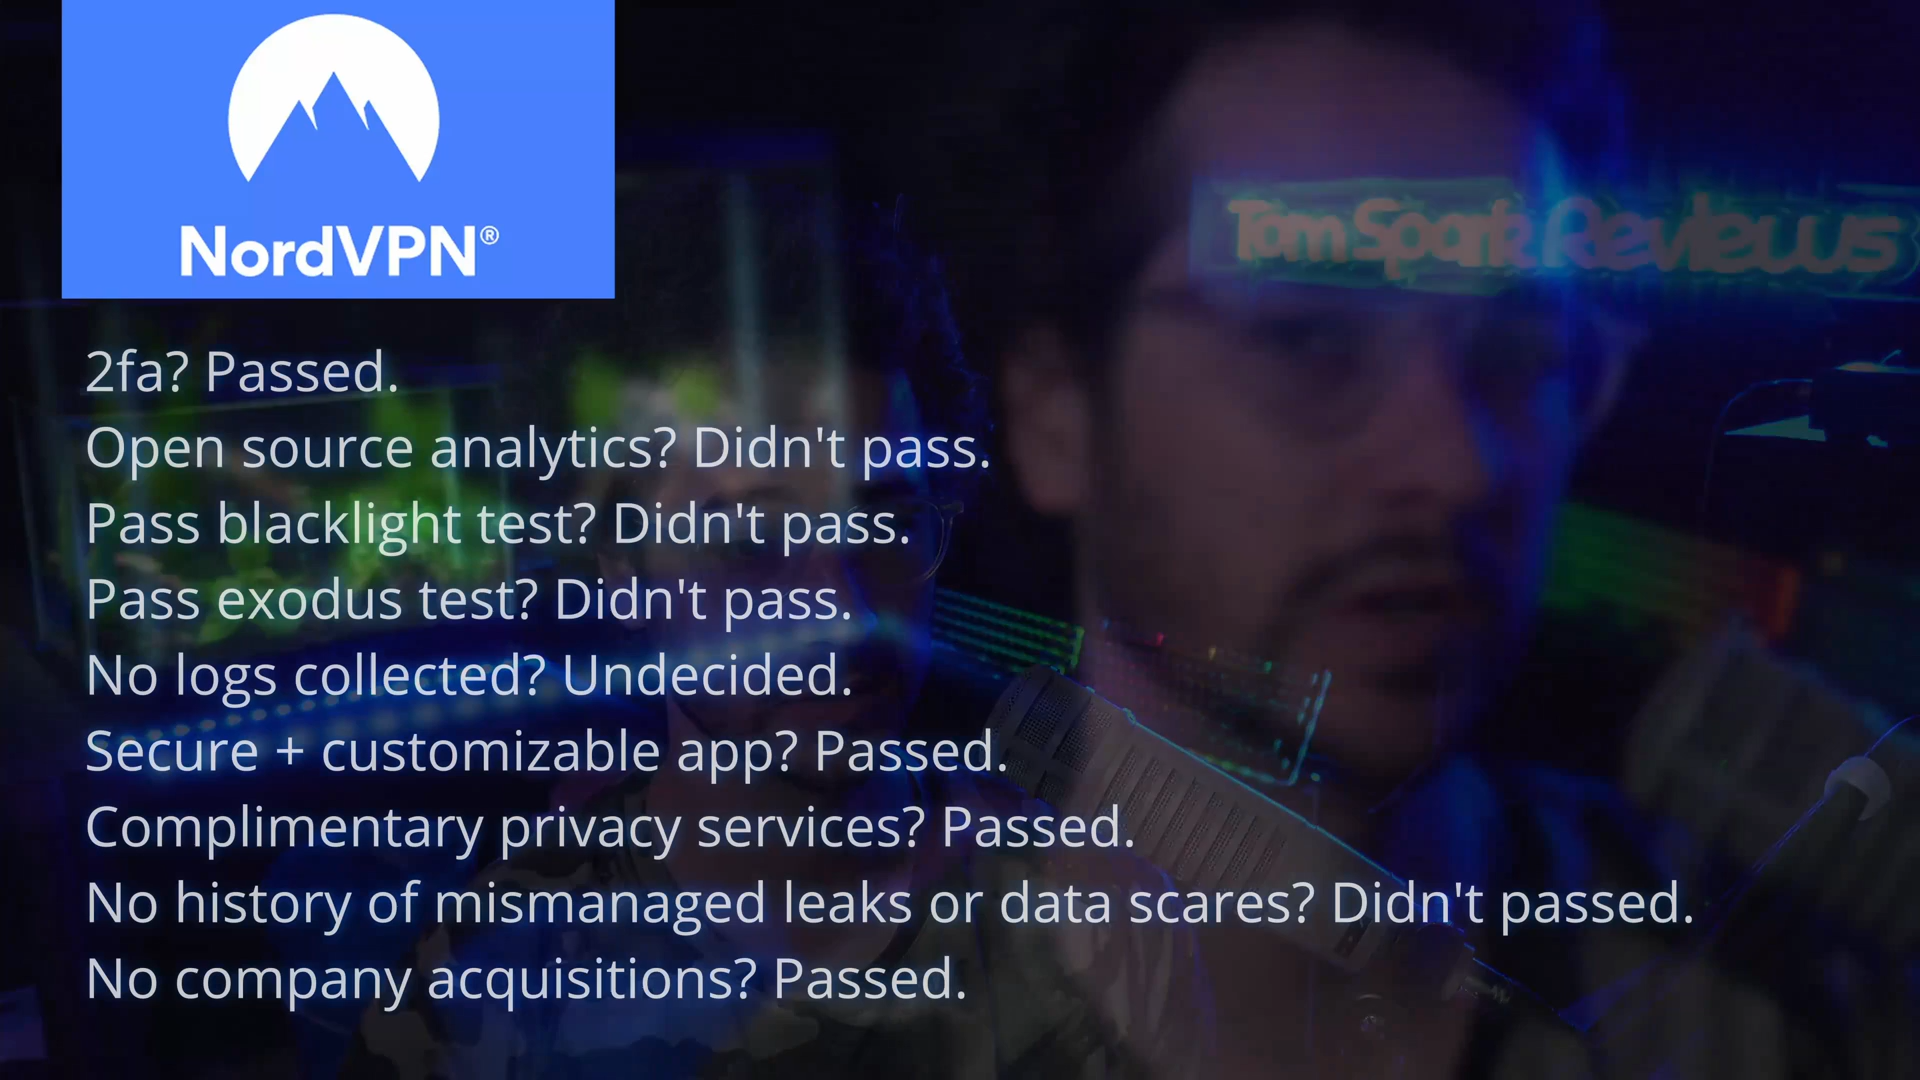 NordVPN®
Tom Spark Reviews
2fa? Passed.
Open source analytics? Didn't pass.
Pass blacklight test? Didn't pass.
Pass exodus test? Didn't pass.
No logs collected? Undecided.
Secure + customizable app? Passed.
Complimentary privacy services? Passed.
No history of mismanaged leaks or data scares? Didn't passed.
No company acquisitions? Passed.